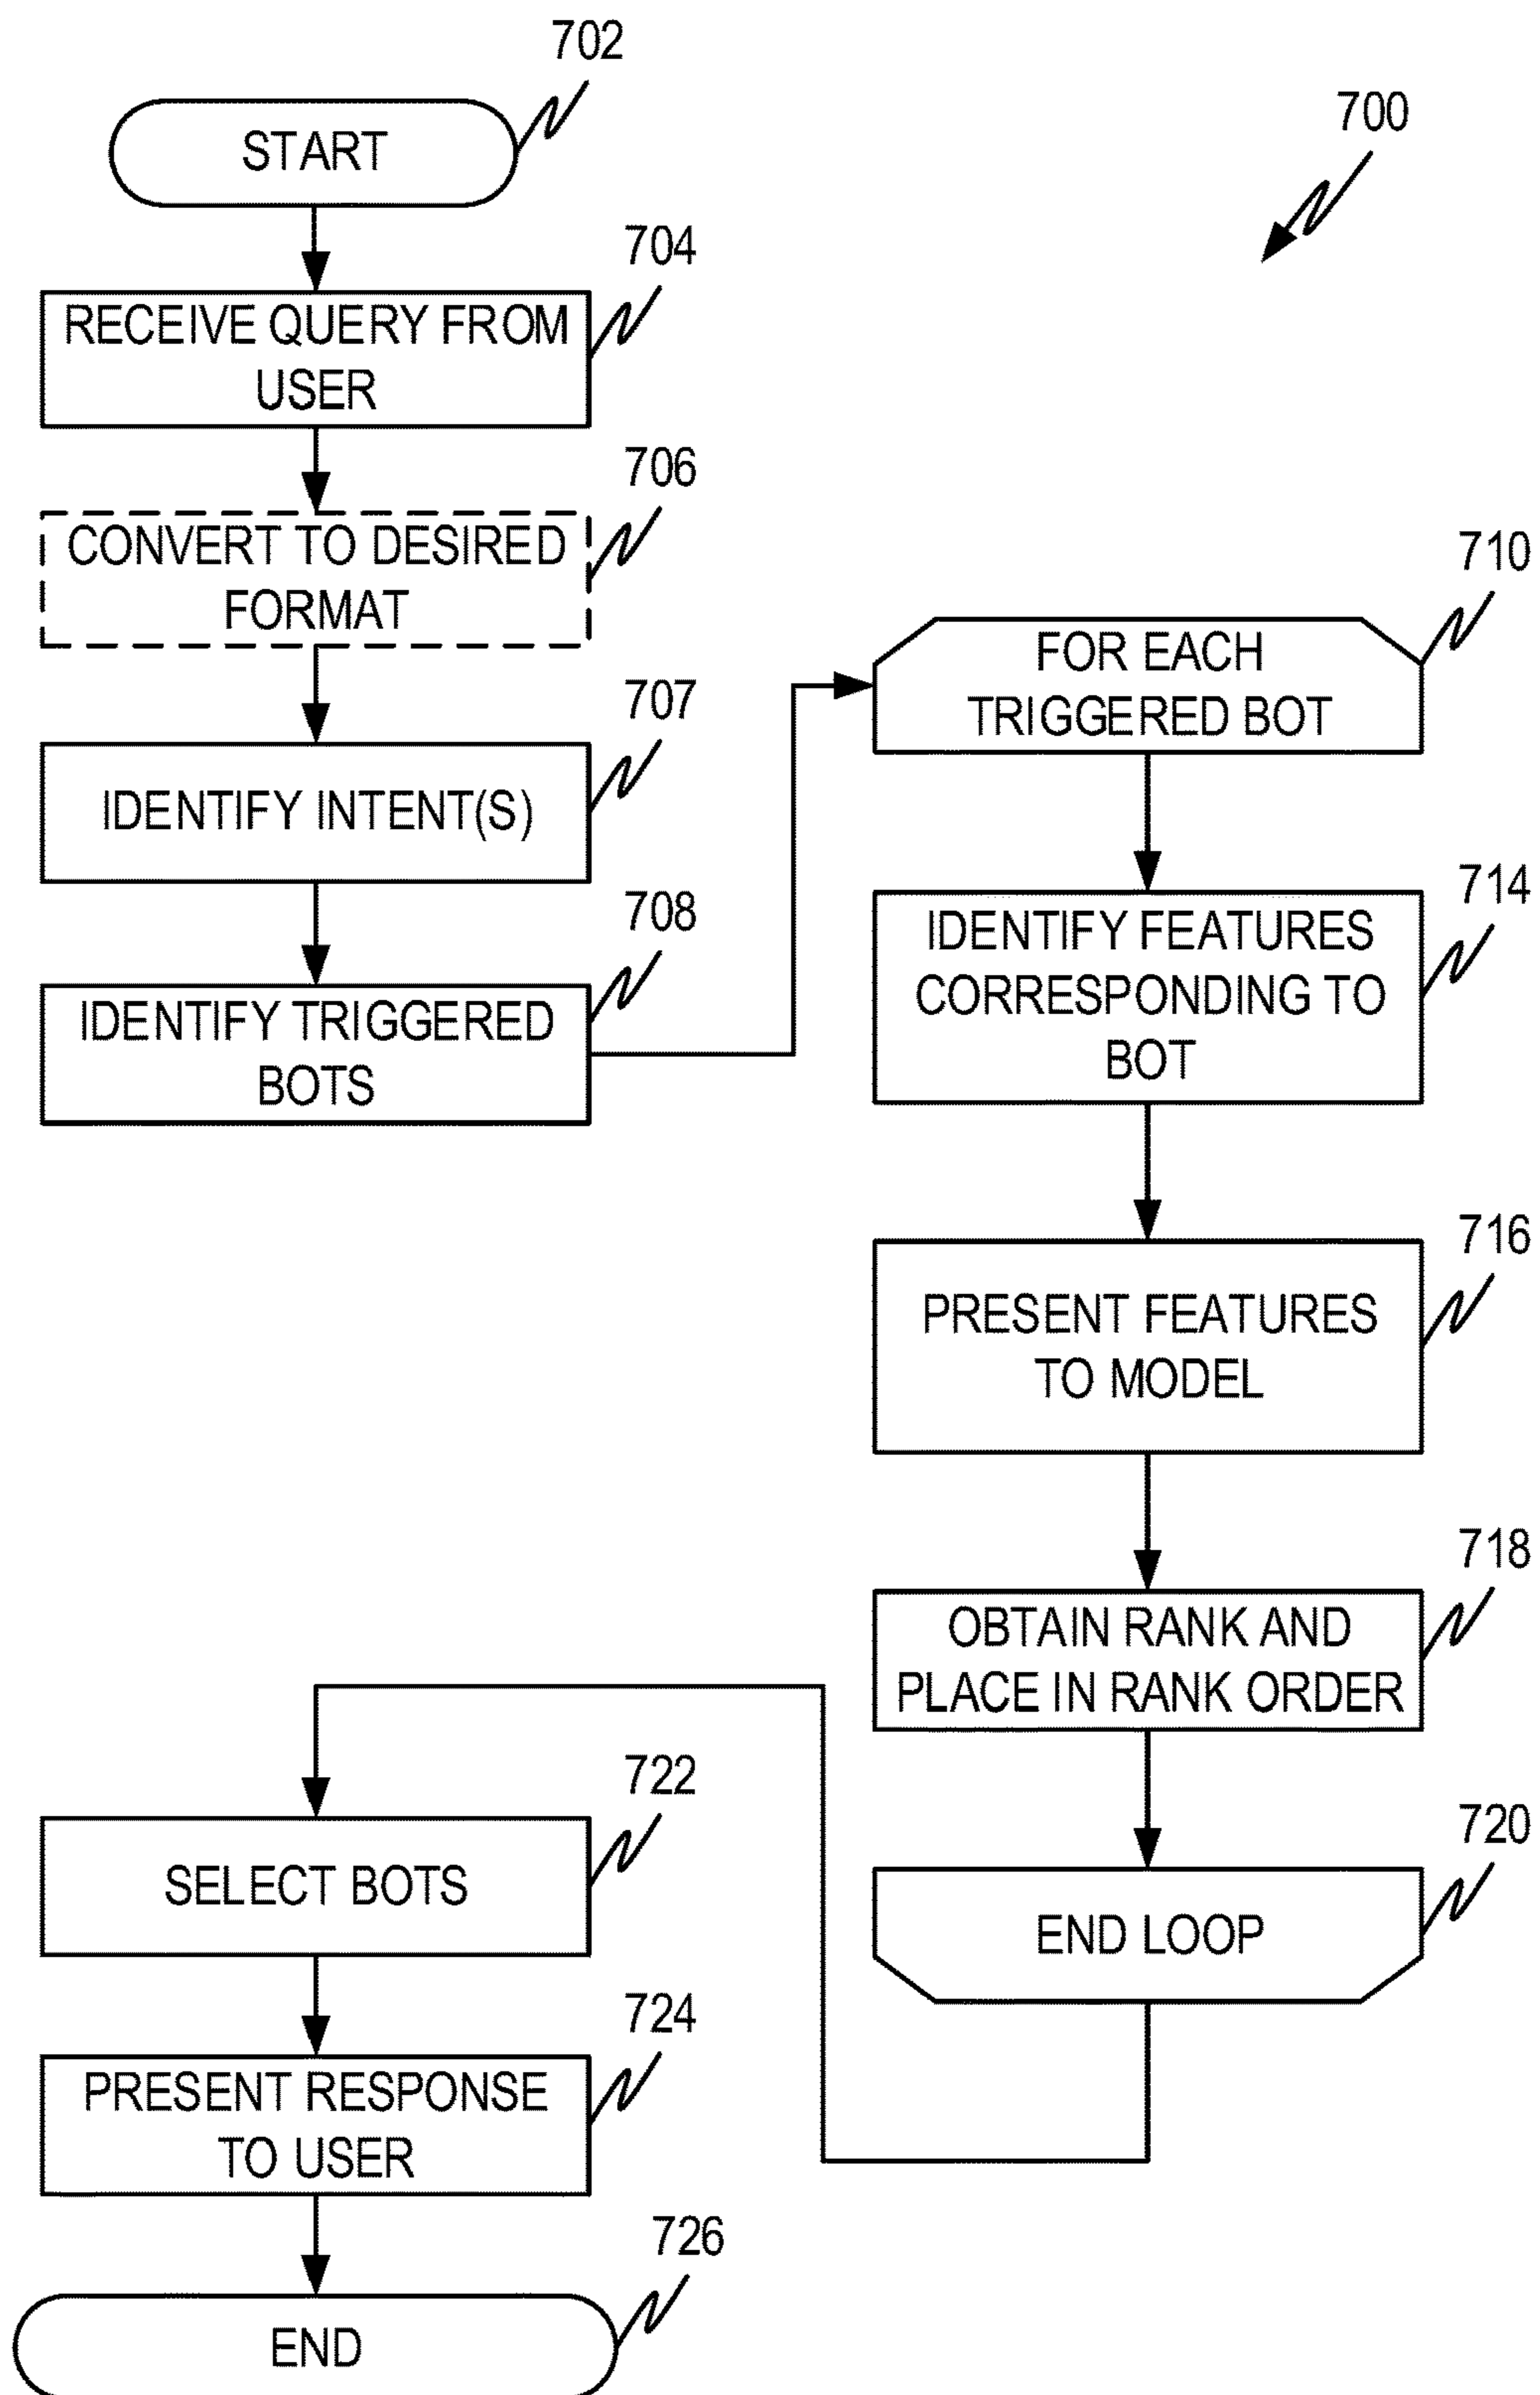 702
START
700
704
RECEIVE QUERY FROM
USER
706
CONVERT TO DESIRED
FORMAT
707
IDENTIFY INTENT(S)
708
IDENTIFY TRIGGERED
BOTS
710
FOR EACH
TRIGGERED BOT
714
IDENTIFY FEATURES
CORRESPONDING TO
BOT
716
PRESENT FEATURES
TO MODEL
718
OBTAIN RANK AND
PLACE IN RANK ORDER
720
END LOOP
722
SELECT BOTS
724
PRESENT RESPONSE
TO USER
726
END